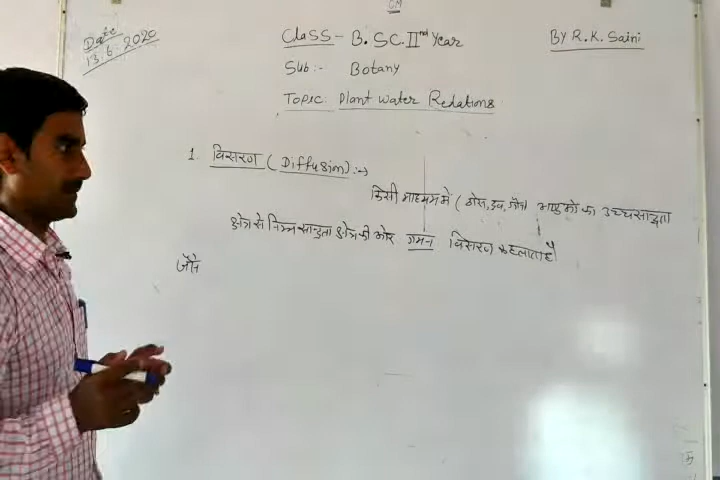 Date
13.6.2020
Class- B.SC.IInd Year
BY R.K. Saini
Sub:- Botany
Topic. Plant water Relations
1. विसरण ( Diffusion) :->
किसी माध्यम में ( ठोस, द्रव, गैस) अणुओं का उच्च सान्द्रता
क्षेत्र से निम्न सान्द्रता क्षेत्र की ओर गमन विसरण कहलाता है
जैसे